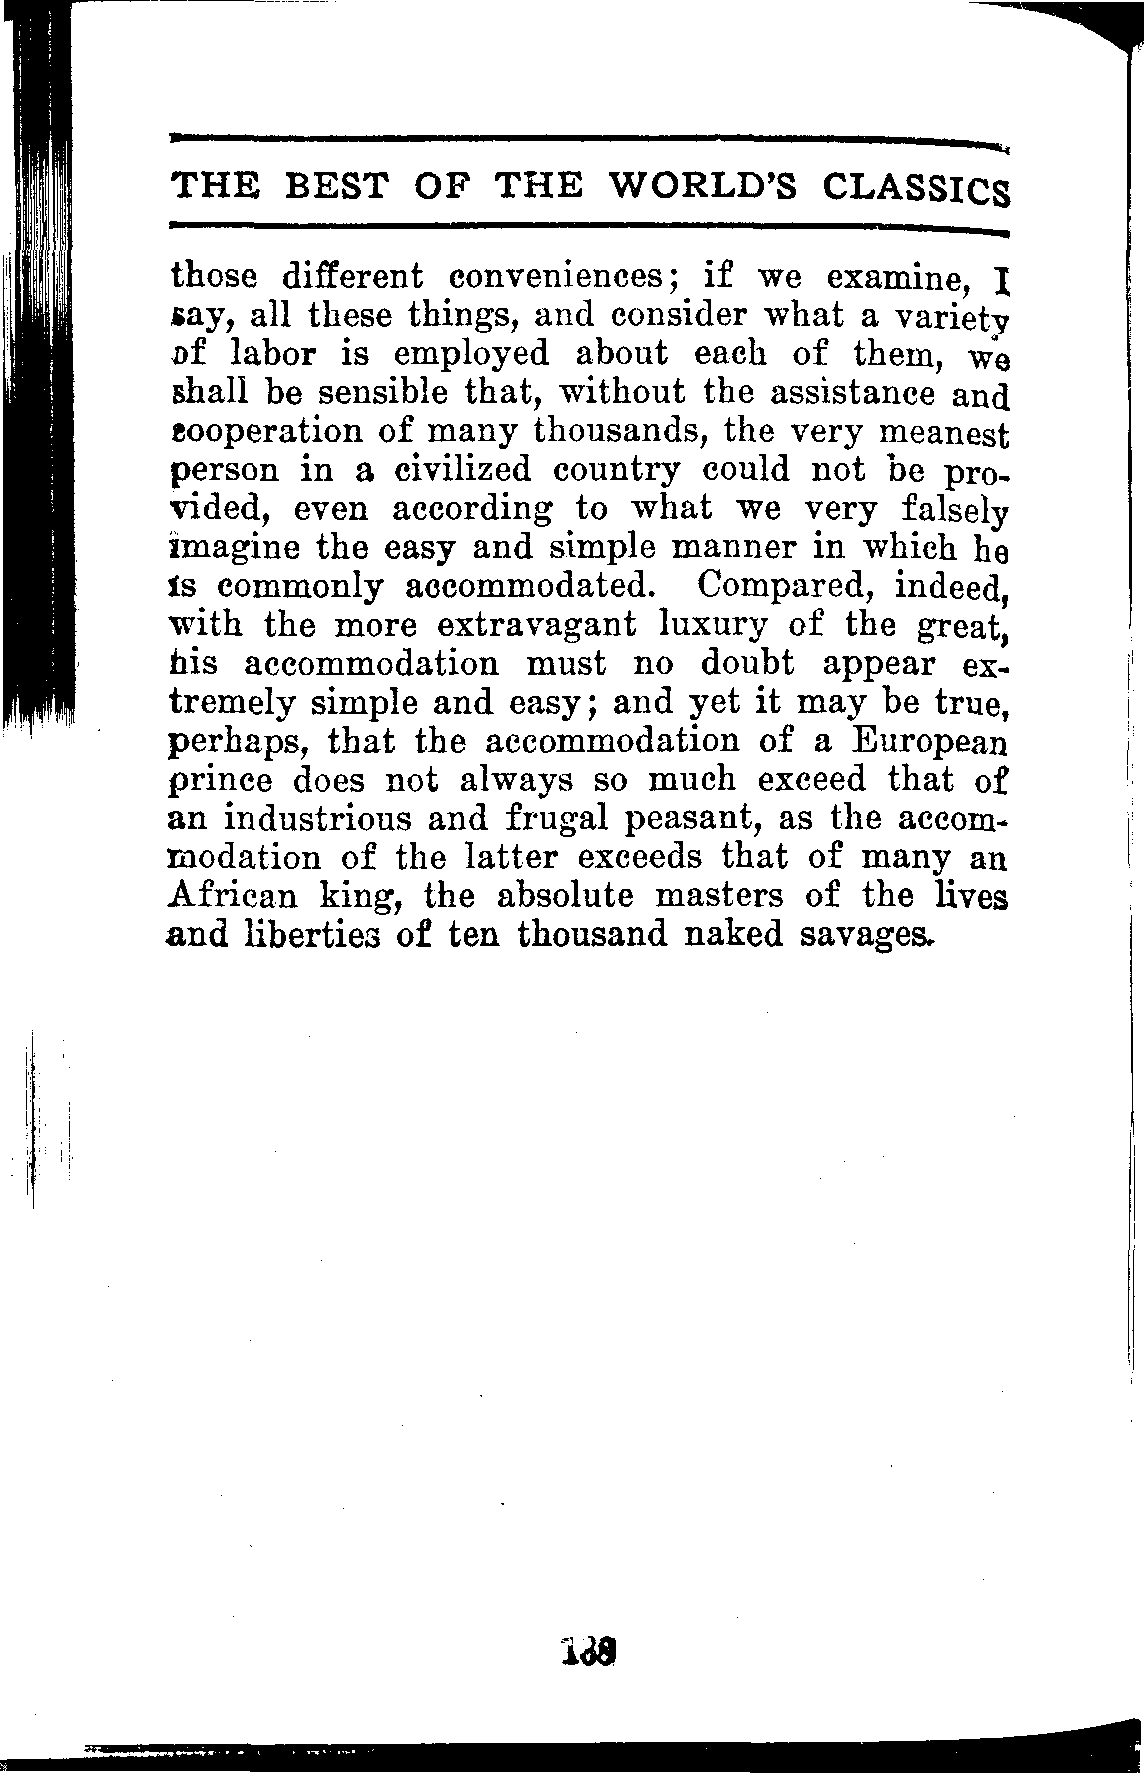 THE BEST OF THE WORLD'S CLASSICS
those different conveniences; if we examine, I
say, all these things, and consider what a variety
of labor is employed about each of them, we
shall be sensible that, without the assistance and
cooperation of many thousands, the very meanest
person in a civilized country could not be pro-
vided, even according to what we very falsely
imagine the easy and simple manner in which he
is commonly accommodated. Compared, indeed,
with the more extravagant luxury of the great,
his accommodation must no doubt appear ex-
tremely simple and easy; and yet it may be true,
perhaps, that the accommodation of a European
prince does not always so much exceed that of
an industrious and frugal peasant, as the accom-
modation of the latter exceeds that of many an
African king, the absolute masters of the lives
and liberties of ten thousand naked savages.